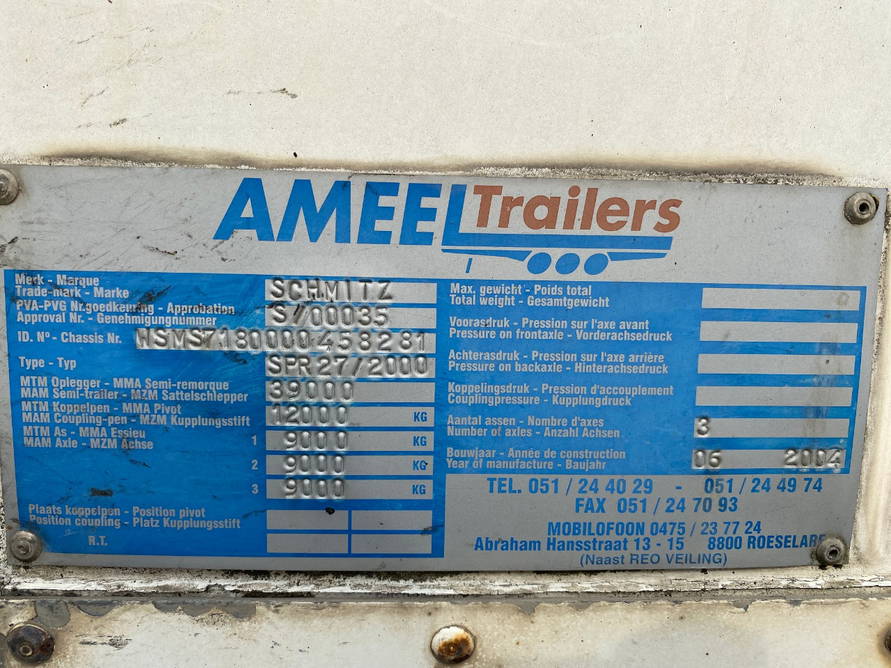 AMEEL Trailers
Merk - Marque
Trade-mark - Marke
SCHMITZ
PVA-PVG Nr.goedkeuring - Approbation
Approval Nr. - Genehmigungnummer
S/00035
ID. Nº - Chassis Nr.
WSMS7180000458281
Type - Typ
SPR27/2000
MTM Oplegger - MMA Semi-remorque
MAM Semi-trailer - MZM Sattelschlepper
39000
MTM Koppelpen - MMA Pivot
MAM Coupling-pen - MZM Kupplungsstift
12000 KG
MTM As - MMA Essieu
MAM Axle - MZM Achse
1 9000 KG
2 9000 KG
3 9000 KG
Plaats koppelpen - Position pivot
Position coupling - Platz Kupplungsstift
R.T.
Max. gewicht - Poids total
Total weight - Gesamtgewicht
Voorasdruk - Pression sur l'axe avant
Pressure on frontaxle - Vorderachsedruck
Achterasdruk - Pression sur l'axe arrière
Pressure on backaxle - Hinterachsedruck
Koppelingsdruk - Pression d'accouplement
Couplingpressure - Kupplungdruck
Aantal assen - Nombre d'axes
Number of axles - Anzahl Achsen
3
Bouwjaar - Année de construction
Year of manufacture - Baujahr
06 2004
TEL. 051 / 24 40 29 - 051 / 24 49 74
FAX 051 / 24 70 93
MOBILOFOON 0475 / 23 77 24
Abraham Hansstraat 13 - 15 8800 ROESELARE
(Naast REO VEILING)